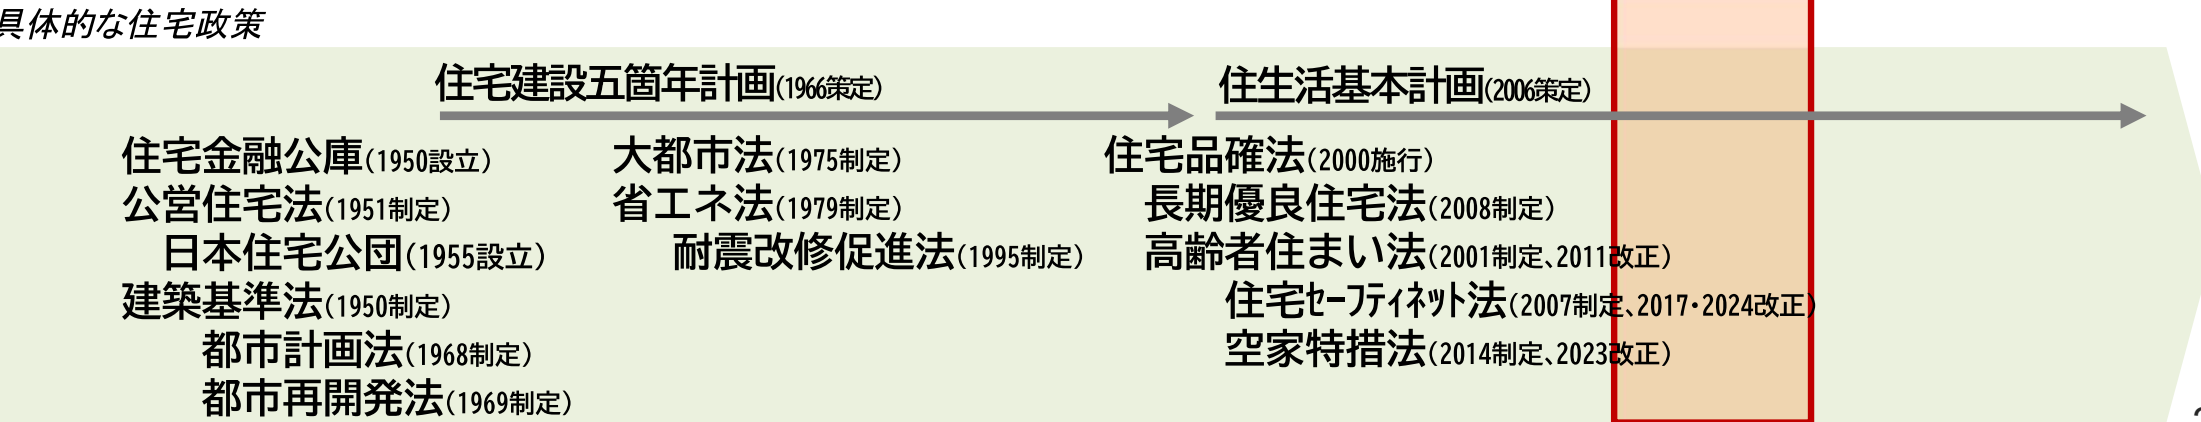 具体的な住宅政策
住宅建設五箇年計画(1966策定)
住生活基本計画(2006策定)
住宅金融公庫(1950設立)
公営住宅法(1951制定)
日本住宅公団(1955設立)
建築基準法(1950制定)
都市計画法(1968制定)
都市再開発法(1969制定)
大都市法(1975制定)
省エネ法(1979制定)
耐震改修促進法(1995制定)
住宅品確法(2000施行)
長期優良住宅法(2008制定)
高齢者住まい法(2001制定、2011改正)
住宅ｾｰﾌﾃｨﾈｯﾄ法(2007制定、2017・2024改正)
空家特措法(2014制定、2023改正)